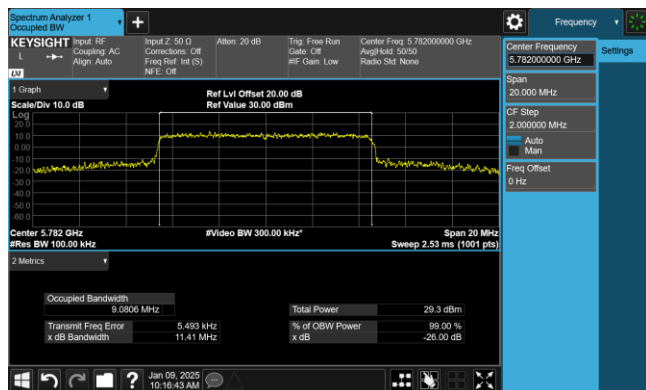 Spectrum Analyzer 1
Occupied BW
Frequency
KEYSIGHT
L
LXI
Input: RF
Coupling: AC
Align: Auto
Input Z: 50 Ω
Corrections: Off
Freq Ref: Int (S)
NFE: Off
Atten: 20 dB
Trig: Free Run
Gate: Off
#IF Gain: Low
Center Freq: 5.782000000 GHz
Avg|Hold: 50/50
Radio Std: None
Center Frequency
5.782000000 GHz
Settings
Span
20.000 MHz
CF Step
2.000000 MHz
Auto
Man
Freq Offset
0 Hz
1 Graph
Scale/Div 10.0 dB
Ref Lvl Offset 20.00 dB
Ref Value 30.00 dBm
Log
20.0
10.0
0.00
-10.0
-20.0
-30.0
-40.0
-50.0
-60.0
Center 5.782 GHz
#Video BW 300.00 kHz*
Span 20 MHz
#Res BW 100.00 kHz
Sweep 2.53 ms (1001 pts)
2 Metrics
Occupied Bandwidth
9.0806 MHz
Total Power 29.3 dBm
Transmit Freq Error 5.493 kHz
% of OBW Power 99.00 %
x dB Bandwidth 11.41 MHz
x dB -26.00 dB
?
Jan 09, 2025
10:16:43 AM